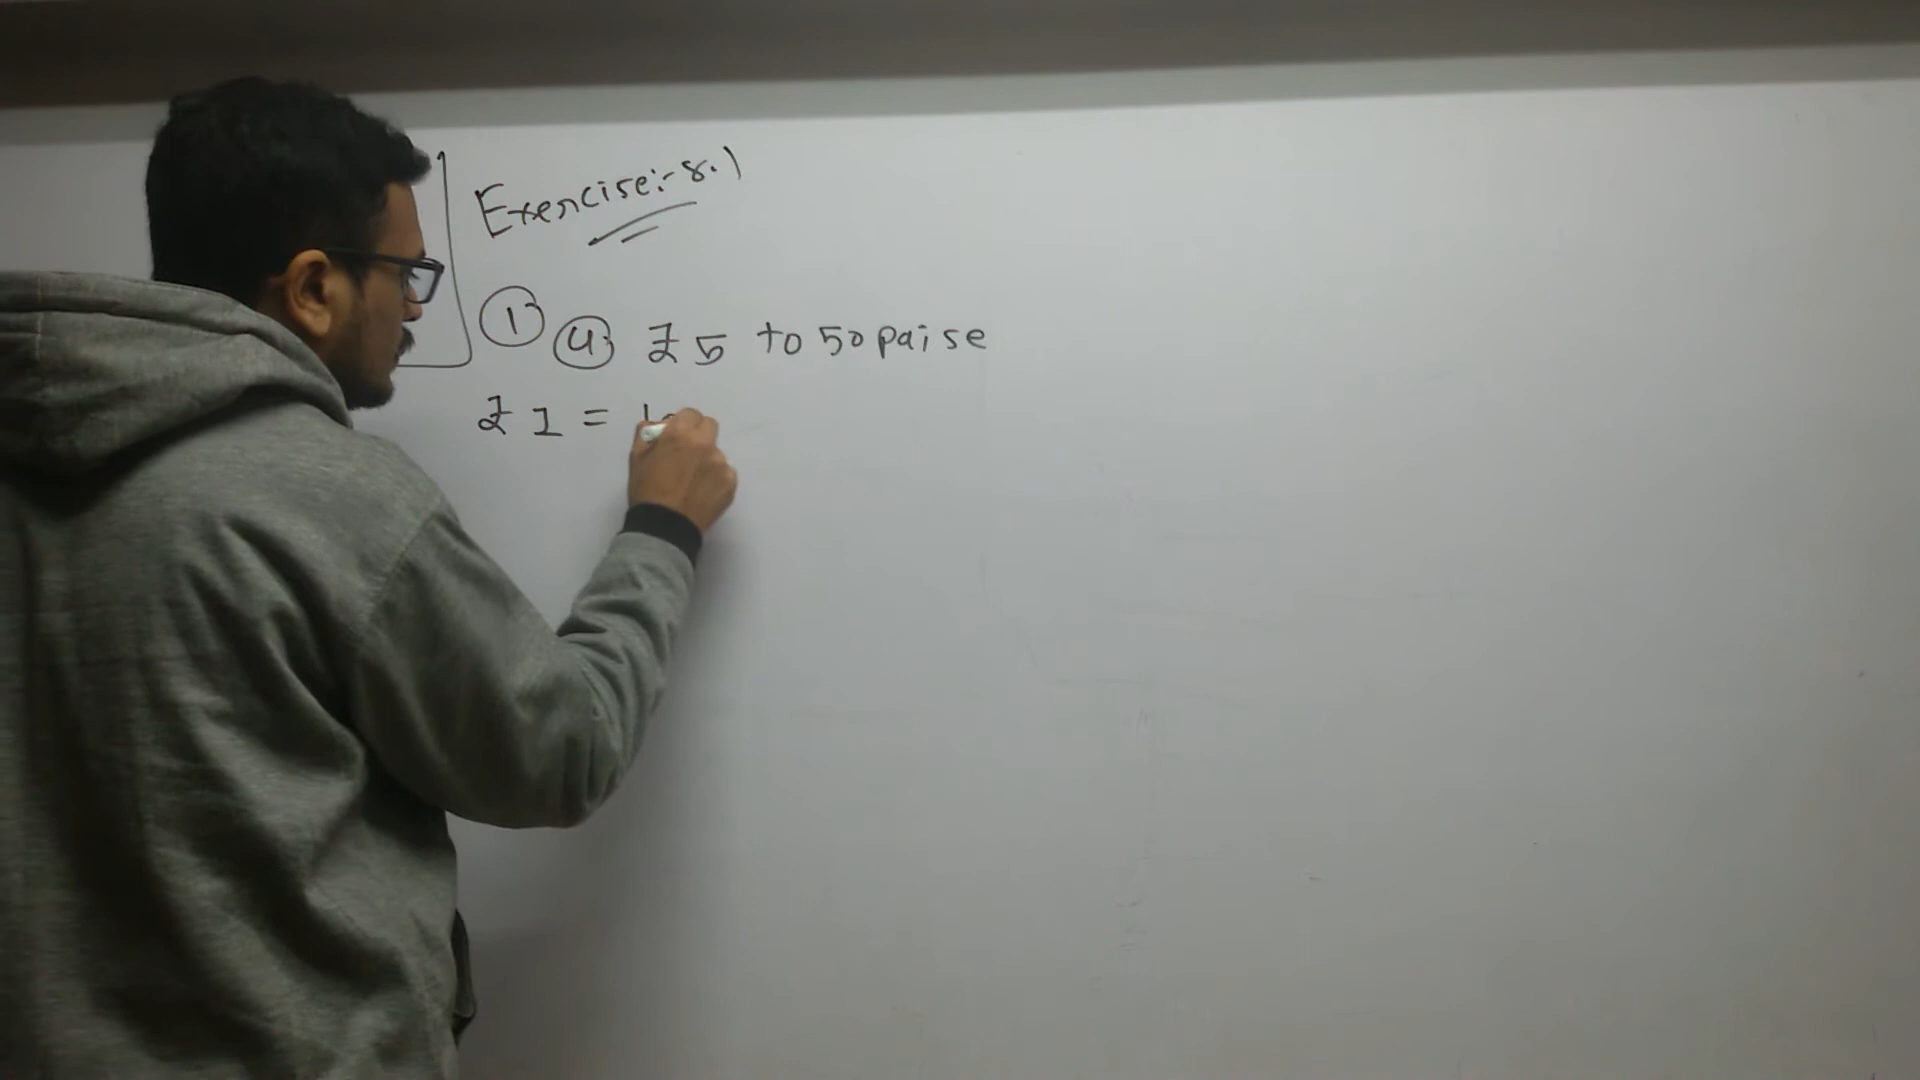 Exercise:- 8.1
① ④ ₹ 5 to 50 paise
₹ 1 =